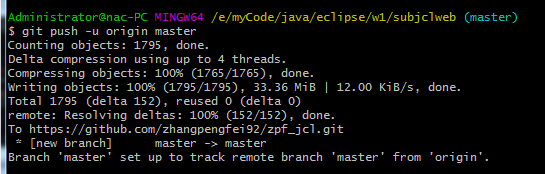 Administrator@nac-PC MINGW64 /e/myCode/java/eclipse/w1/subjclweb (master)
$ git push -u origin master
Counting objects: 1795, done.
Delta compression using up to 4 threads.
Compressing objects: 100% (1765/1765), done.
Writing objects: 100% (1795/1795), 33.36 MiB | 12.00 KiB/s, done.
Total 1795 (delta 152), reused 0 (delta 0)
remote: Resolving deltas: 100% (152/152), done.
To https://github.com/zhangpengfei92/zpf_jcl.git
 * [new branch]      master -> master
Branch 'master' set up to track remote branch 'master' from 'origin'.